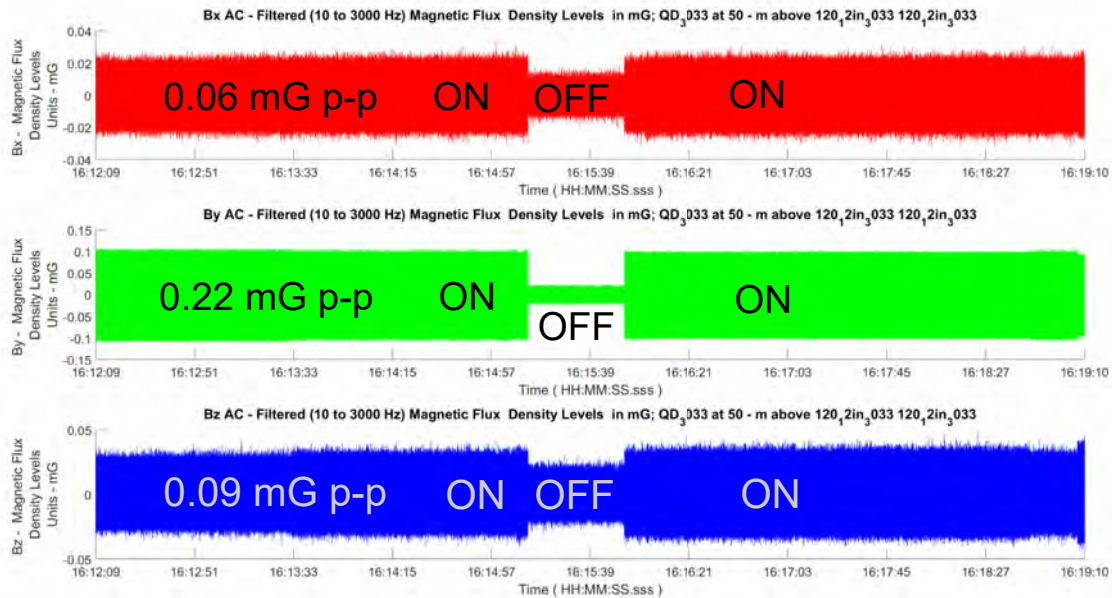 Bx AC - Filtered (10 to 3000 Hz) Magnetic Flux Density Levels in mG; QD3033 at 50 - m above 12012in3033 12012in3033
Bx - Magnetic Flux
Density Levels
Units - mG
0.04
0.02
0
-0.02
-0.04
0.06 mG p-p ON OFF ON
16:12:09 16:12:51 16:13:33 16:14:15 16:14:57 16:15:39 16:16:21 16:17:03 16:17:45 16:18:27 16:19:10
Time ( HH:MM:SS.sss )
By AC - Filtered (10 to 3000 Hz) Magnetic Flux Density Levels in mG; QD3033 at 50 - m above 12012in3033 12012in3033
By - Magnetic Flux
Density Levels
Units - mG
0.15
0.1
0.05
0
-0.05
-0.1
-0.15
0.22 mG p-p ON OFF ON
16:12:09 16:12:51 16:13:33 16:14:15 16:14:57 16:15:39 16:16:21 16:17:03 16:17:45 16:18:27 16:19:10
Time ( HH:MM:SS.sss )
Bz AC - Filtered (10 to 3000 Hz) Magnetic Flux Density Levels in mG; QD3033 at 50 - m above 12012in3033 12012in3033
Bz - Magnetic Flux
Density Levels
Units - mG
0.05
0
-0.05
0.09 mG p-p ON OFF ON
16:12:09 16:12:51 16:13:33 16:14:15 16:14:57 16:15:39 16:16:21 16:17:03 16:17:45 16:18:27 16:19:10
Time ( HH:MM:SS.sss )